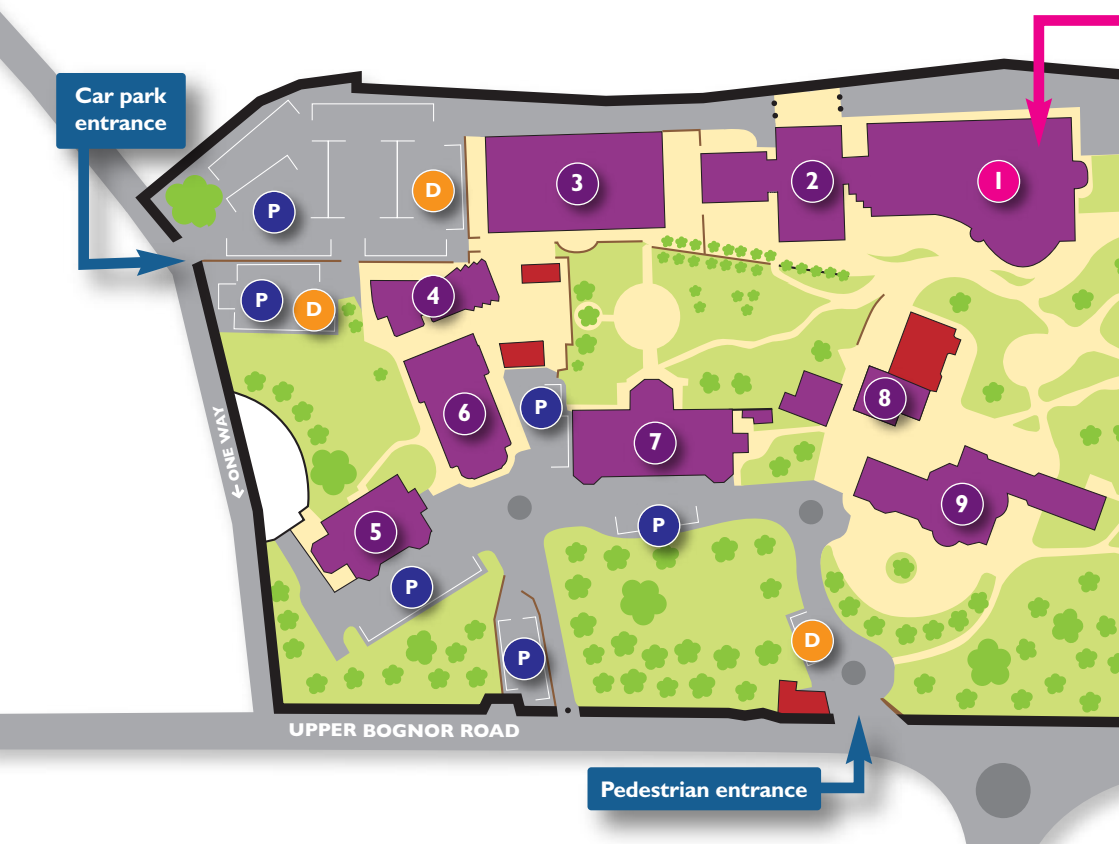 Car park
entrance
P
D
3
2
I
P
D
4
6
P
7
8
9
← ONE WAY
5
P
P
P
D
UPPER BOGNOR ROAD
Pedestrian entrance